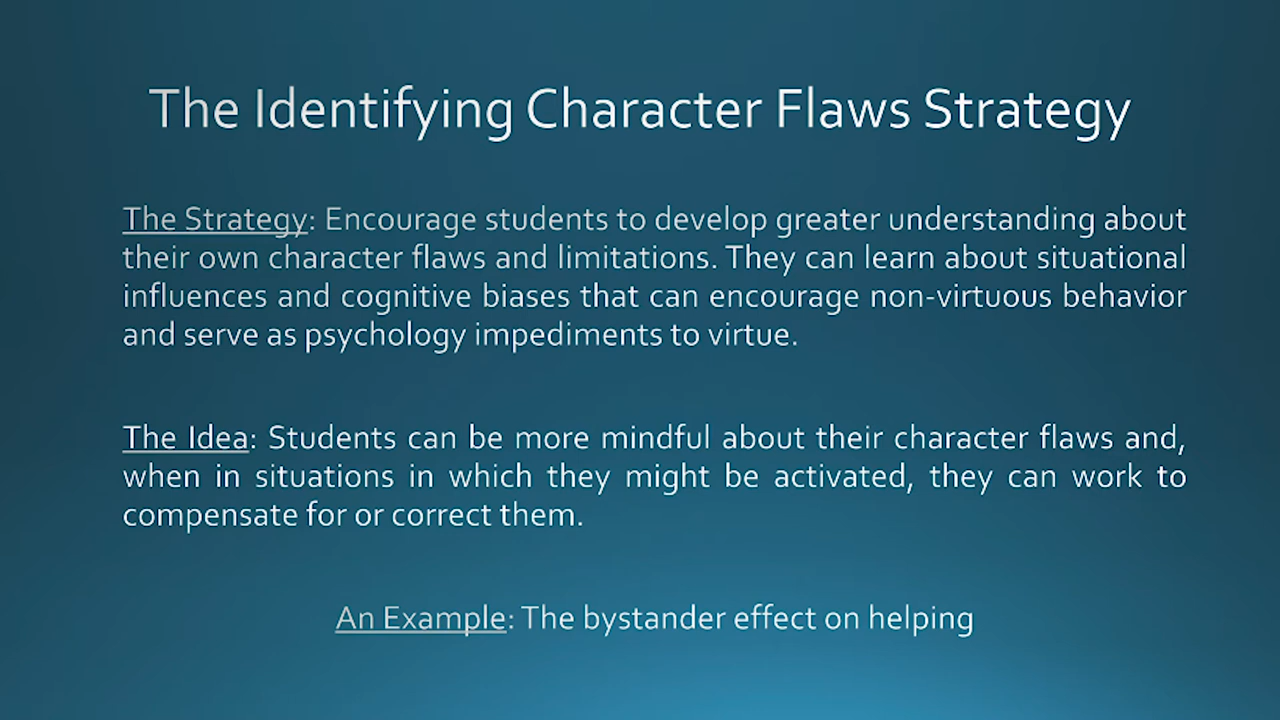 The Identifying Character Flaws Strategy
The Strategy: Encourage students to develop greater understanding about
their own character flaws and limitations. They can learn about situational
influences and cognitive biases that can encourage non-virtuous behavior
and serve as psychology impediments to virtue.
The Idea: Students can be more mindful about their character flaws and,
when in situations in which they might be activated, they can work to
compensate for or correct them.
An Example: The bystander effect on helping